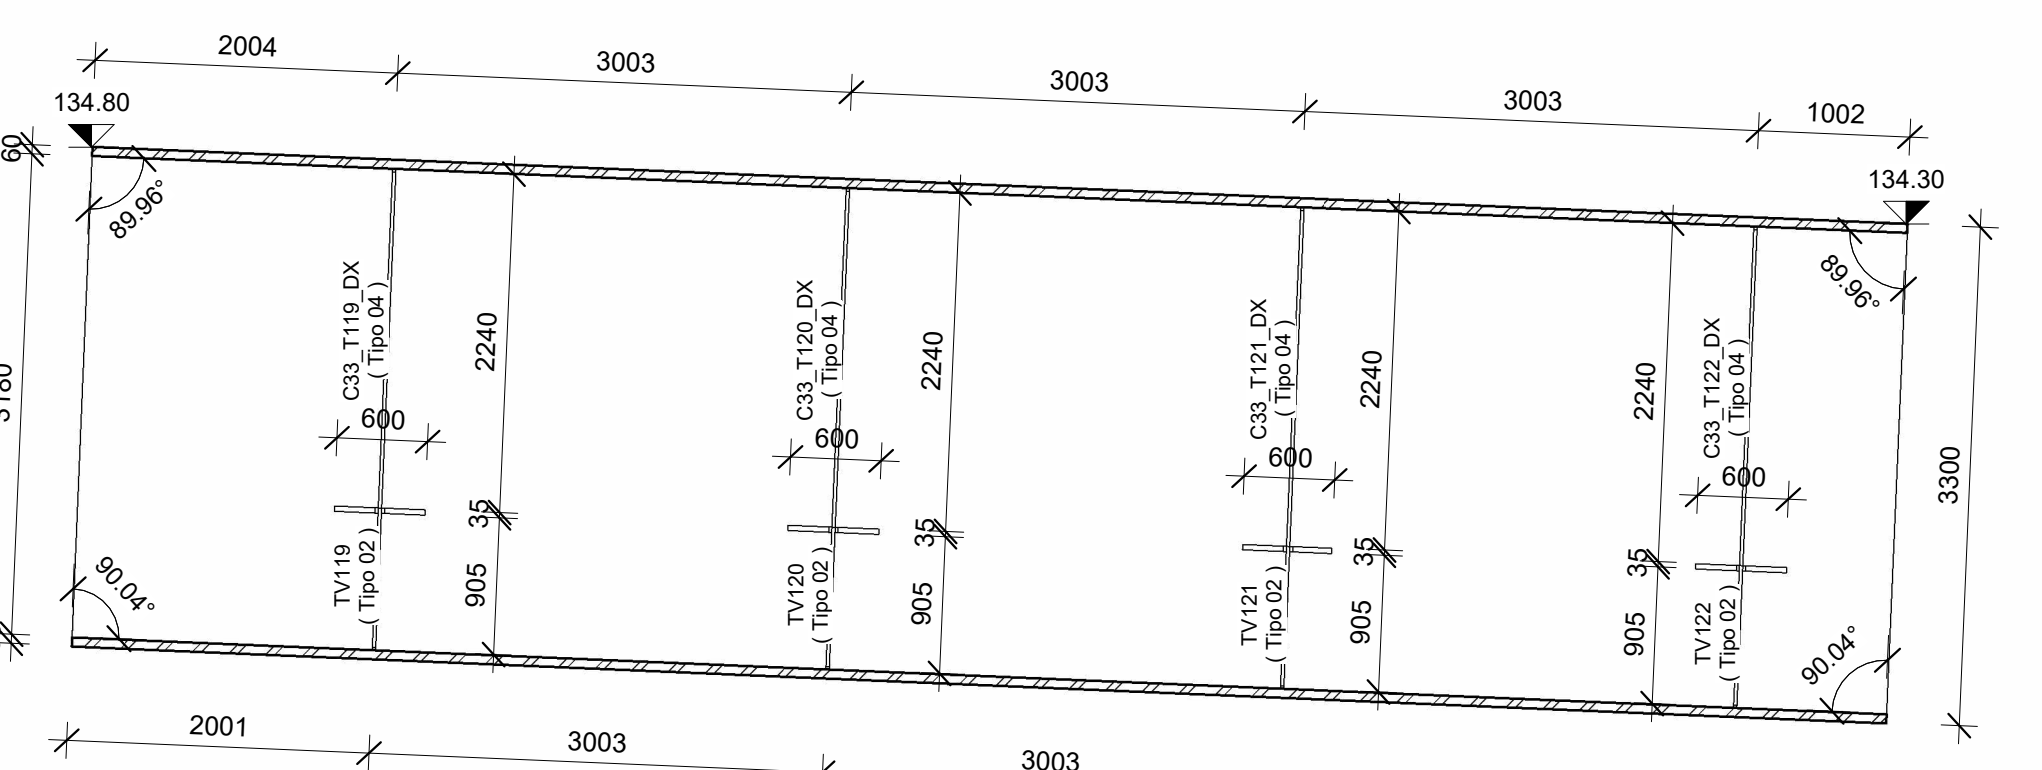 2004
3003
3003
3003
1002
134.80
134.30
60
89.96°
89.96°
C33_T119_DX
( Tipo 04 )
2240
C33_T120_DX
( Tipo 04 )
2240
C33_T121_DX
( Tipo 04 )
2240
2240
C33_T122_DX
( Tipo 04 )
600
600
600
600
3300
35
35
35
35
90.04°
TV119
( Tipo 02 )
905
TV120
( Tipo 02 )
905
TV121
( Tipo 02 )
905
905
TV122
( Tipo 02 )
90.04°
2001
3003
3003